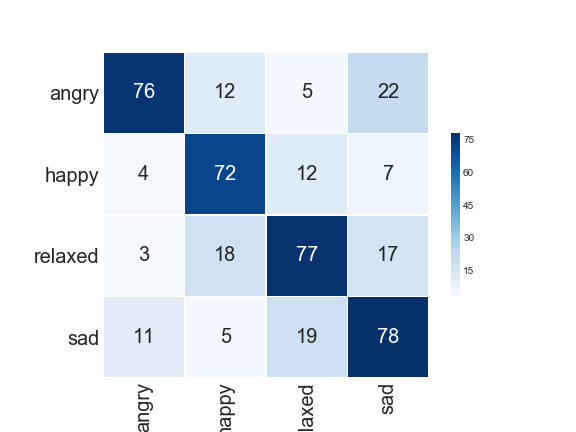 angry 76 12 5 22
happy 4 72 12 7
relaxed 3 18 77 17
sad 11 5 19 78
angry happy laxed sad
75
60
45
30
15